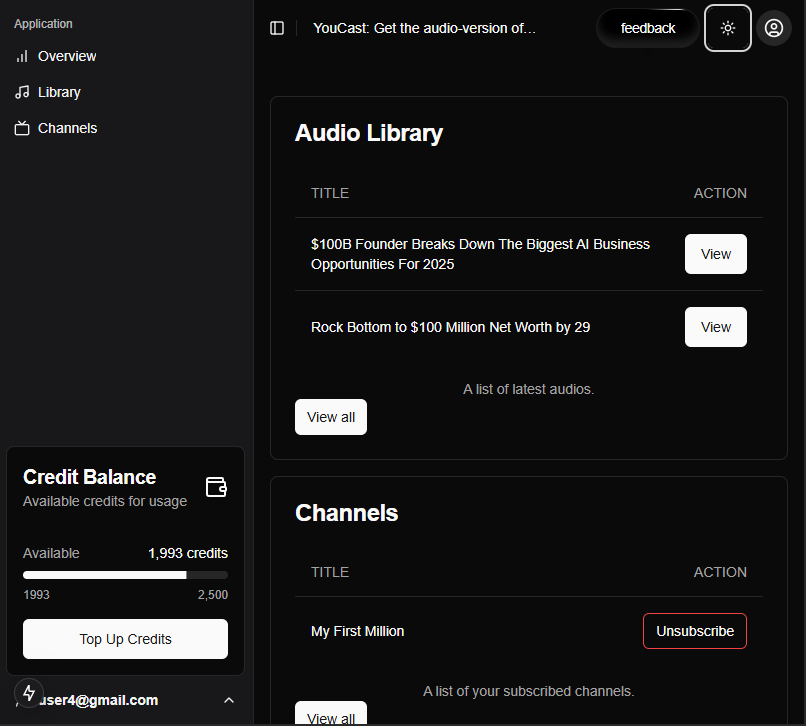 Application
Overview
Library
Channels
Credit Balance
Available credits for usage
Available 1,993 credits
1993 2,500
Top Up Credits
user4@gmail.com
YouCast: Get the audio-version of…
feedback
Audio Library
TITLE ACTION
$100B Founder Breaks Down The Biggest AI Business
Opportunities For 2025
View
Rock Bottom to $100 Million Net Worth by 29 View
A list of latest audios.
View all
Channels
TITLE ACTION
My First Million Unsubscribe
A list of your subscribed channels.
View all